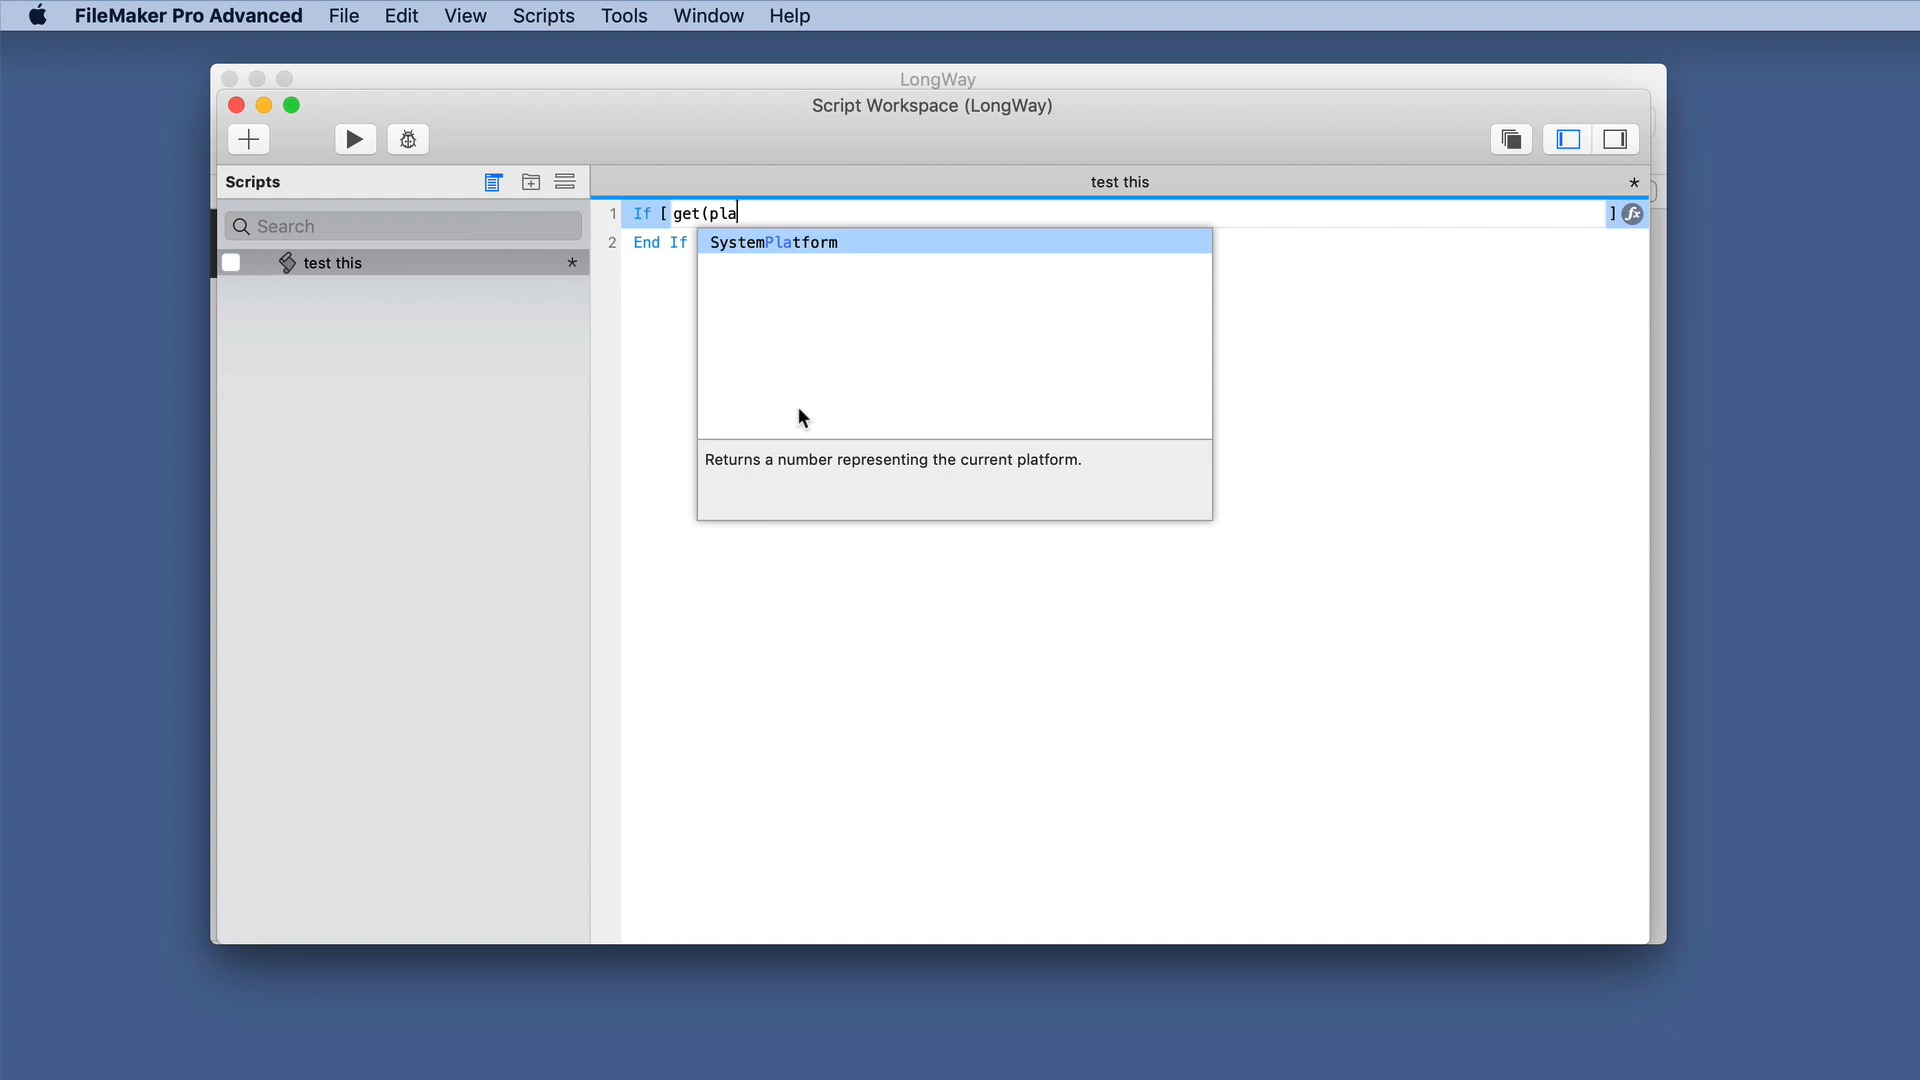 FileMaker Pro Advanced File Edit View Scripts Tools Window Help
LongWay
Script Workspace (LongWay)
Scripts
test this *
Search
test this *
1 If [ get(pla ] fx
2 End If
SystemPlatform
Returns a number representing the current platform.